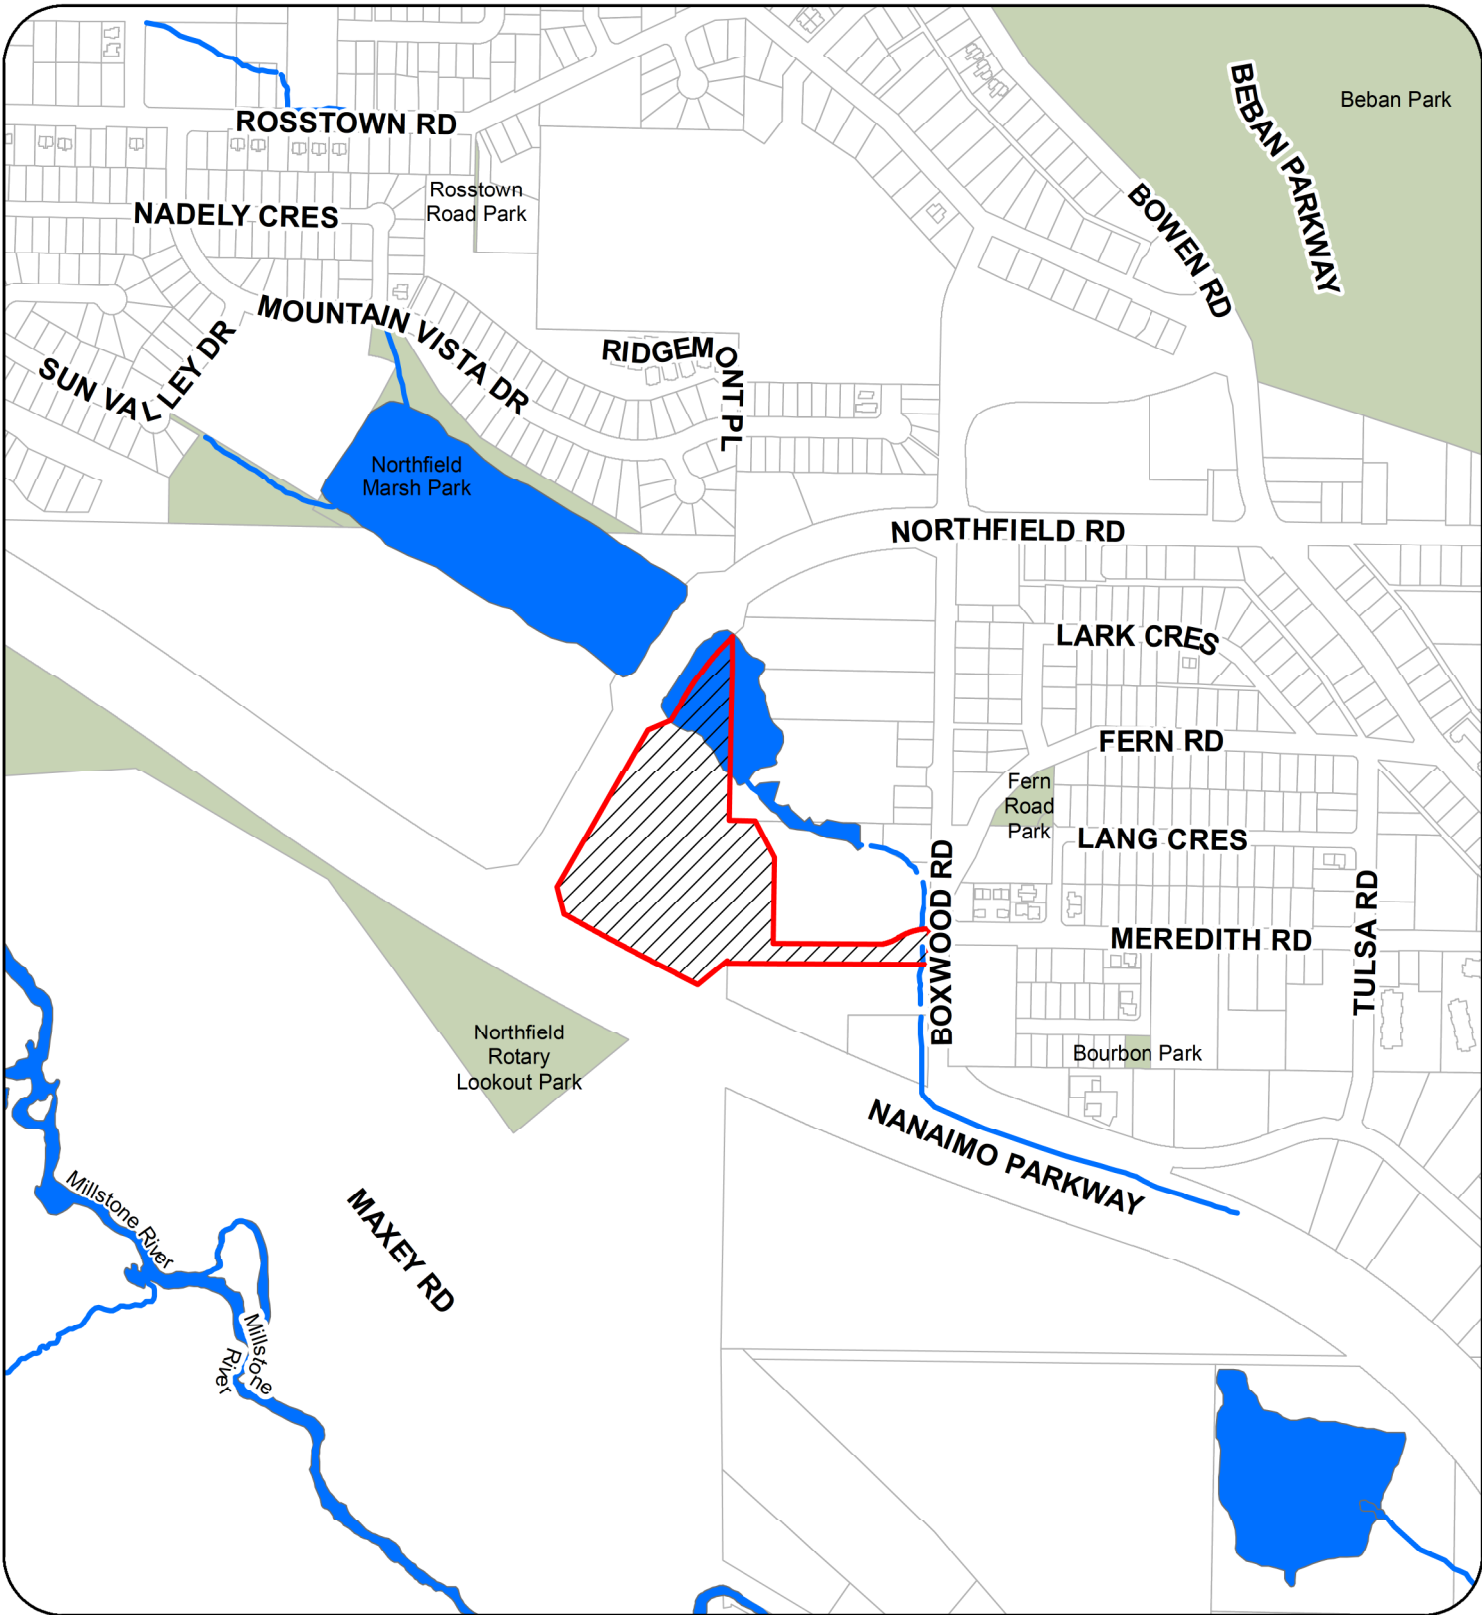 Beban Park
BEBAN PARKWAY
ROSSTOWN RD
Rosstown
Road Park
NADELY CRES
BOWEN RD
MOUNTAIN VISTA DR
SUN VALLEY DR
RIDGEMONT PL
Northfield
Marsh Park
NORTHFIELD RD
LARK CRES
FERN RD
Fern
Road
Park
LANG CRES
BOXWOOD RD
MEREDITH RD
TULSA RD
Northfield
Rotary
Lookout Park
Bourbon Park
NANAIMO PARKWAY
Millstone River
MAXEY RD
Millstone
River